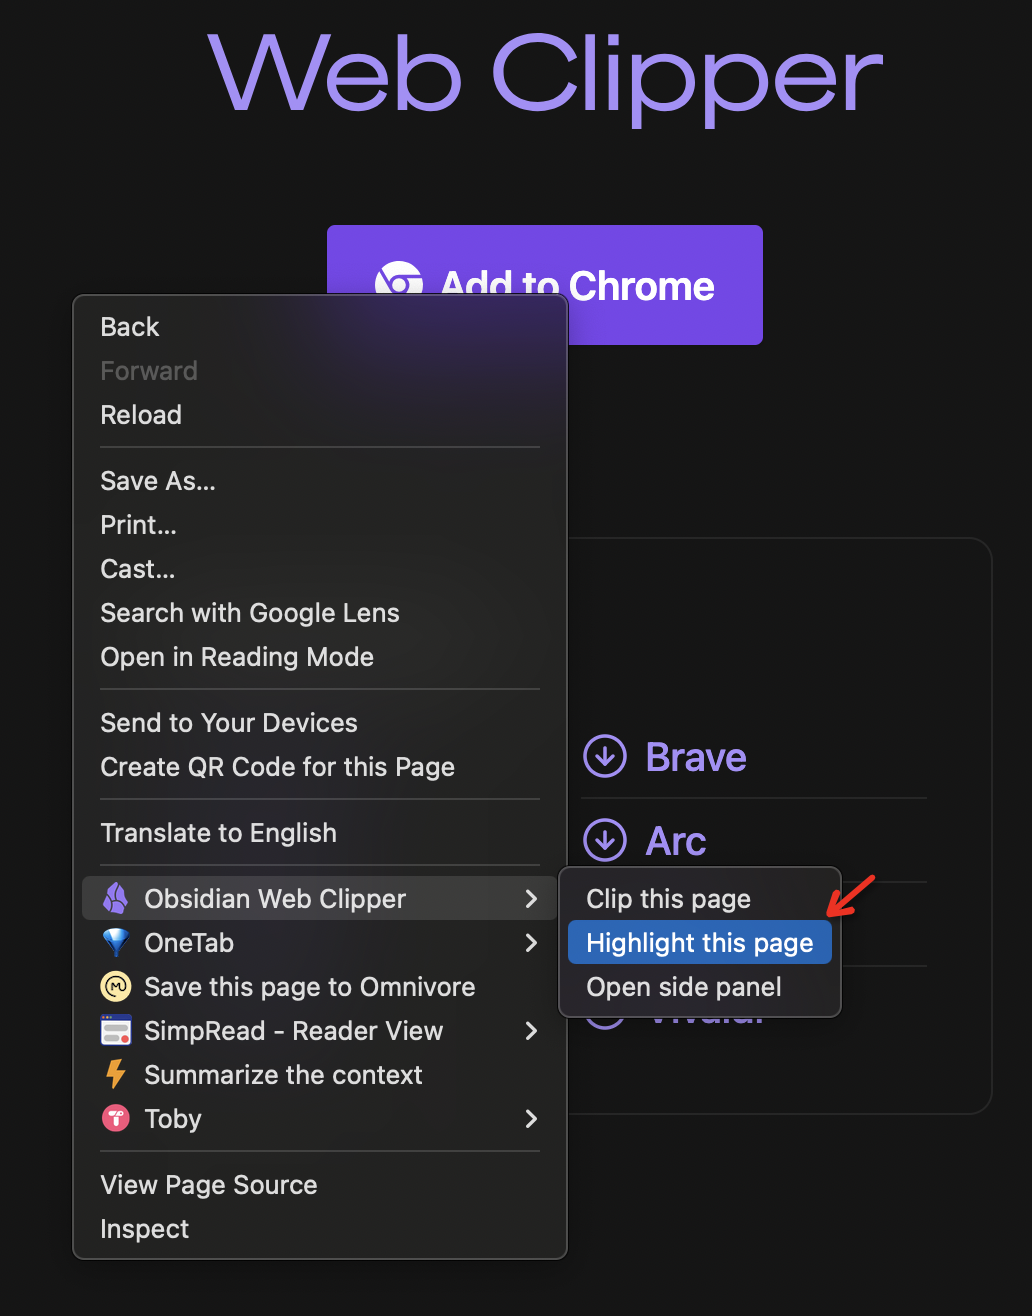 Web Clipper
Add to Chrome
Back
Forward
Reload
Save As...
Print...
Cast...
Search with Google Lens
Open in Reading Mode
Send to Your Devices
Create QR Code for this Page
Translate to English
Obsidian Web Clipper
OneTab
Save this page to Omnivore
SimpRead - Reader View
Summarize the context
Toby
View Page Source
Inspect
Brave
Arc
Clip this page
Highlight this page
Open side panel